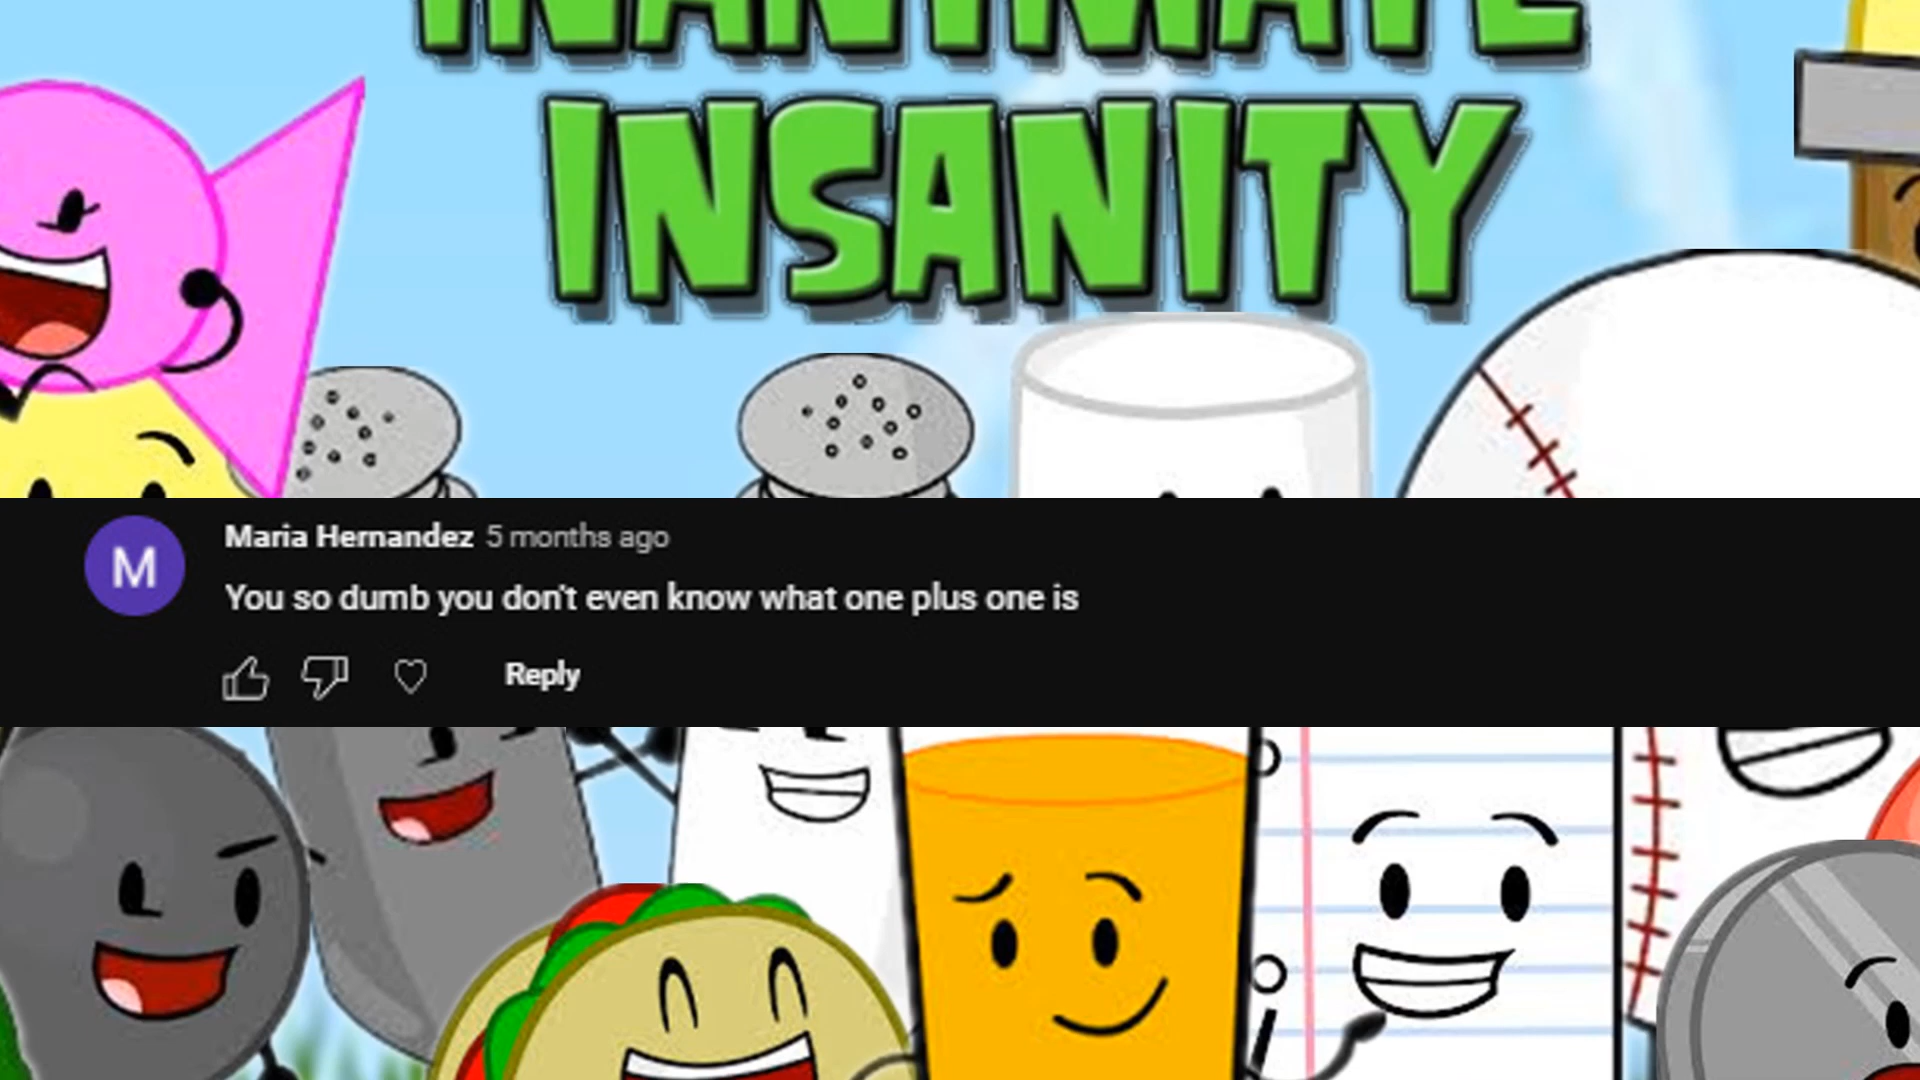 INANIMATE
INSANITY
M
Maria Hernandez 5 months ago
You so dumb you don't even know what one plus one is
Reply